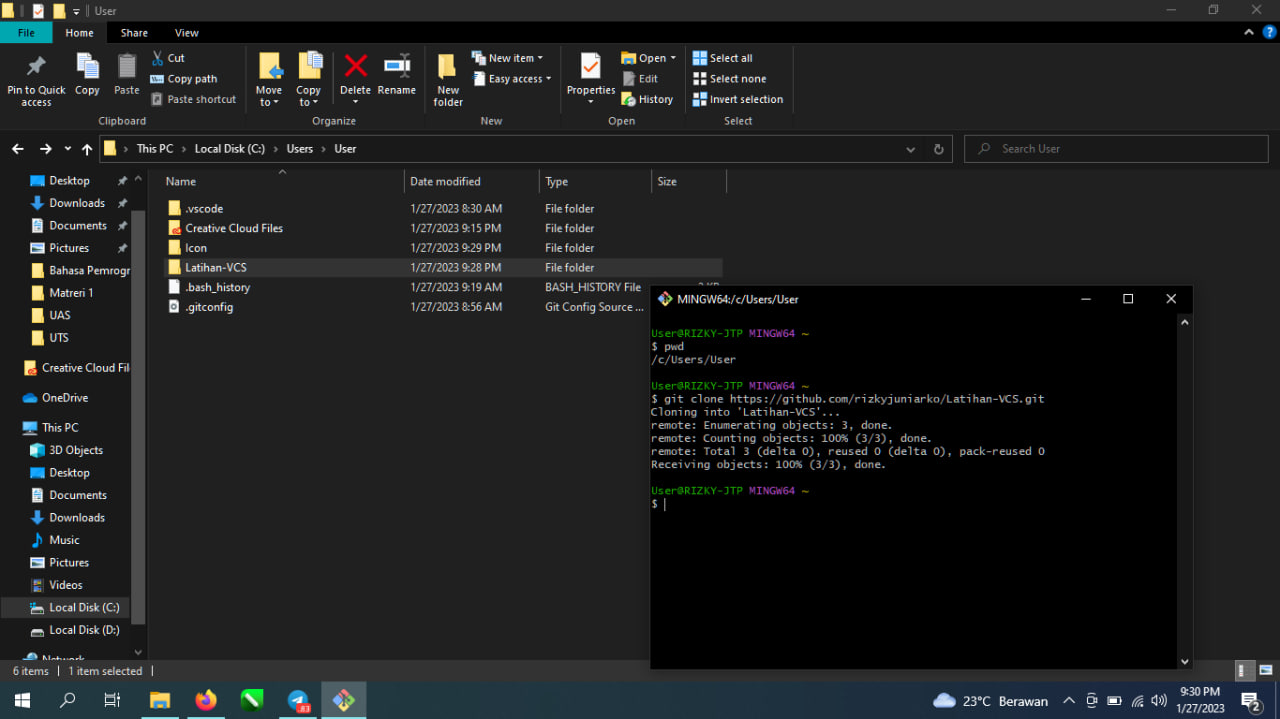 User
File
Home
Share
View
Pin to Quick access
Copy
Paste
Cut
Copy path
Paste shortcut
Clipboard
Move to
Copy to
Delete
Rename
Organize
New folder
New item
Easy access
New
Properties
Open
Edit
History
Open
Select all
Select none
Invert selection
Select
This PC > Local Disk (C:) > Users > User
Search User
Desktop
Downloads
Documents
Pictures
Bahasa Pemrogr
Matreri 1
UAS
UTS
Creative Cloud Fil
OneDrive
This PC
3D Objects
Desktop
Documents
Downloads
Music
Pictures
Videos
Local Disk (C:)
Local Disk (D:)
Network
Name Date modified Type Size
.vscode 1/27/2023 8:30 AM File folder
Creative Cloud Files 1/27/2023 9:15 PM File folder
Icon 1/27/2023 9:29 PM File folder
Latihan-VCS 1/27/2023 9:28 PM File folder
.bash_history 1/27/2023 9:19 AM BASH_HISTORY File
.gitconfig 1/27/2023 8:56 AM Git Config Source ...
MINGW64:/c/Users/User
User@RIZKY-JTP MINGW64 ~
$ pwd
/c/Users/User
User@RIZKY-JTP MINGW64 ~
$ git clone https://github.com/rizkyjuniarko/Latihan-VCS.git
Cloning into 'Latihan-VCS'...
remote: Enumerating objects: 3, done.
remote: Counting objects: 100% (3/3), done.
remote: Total 3 (delta 0), reused 0 (delta 0), pack-reused 0
Receiving objects: 100% (3/3), done.
User@RIZKY-JTP MINGW64 ~
$
6 items 1 item selected
83
23°C Berawan
9:30 PM
1/27/2023
2